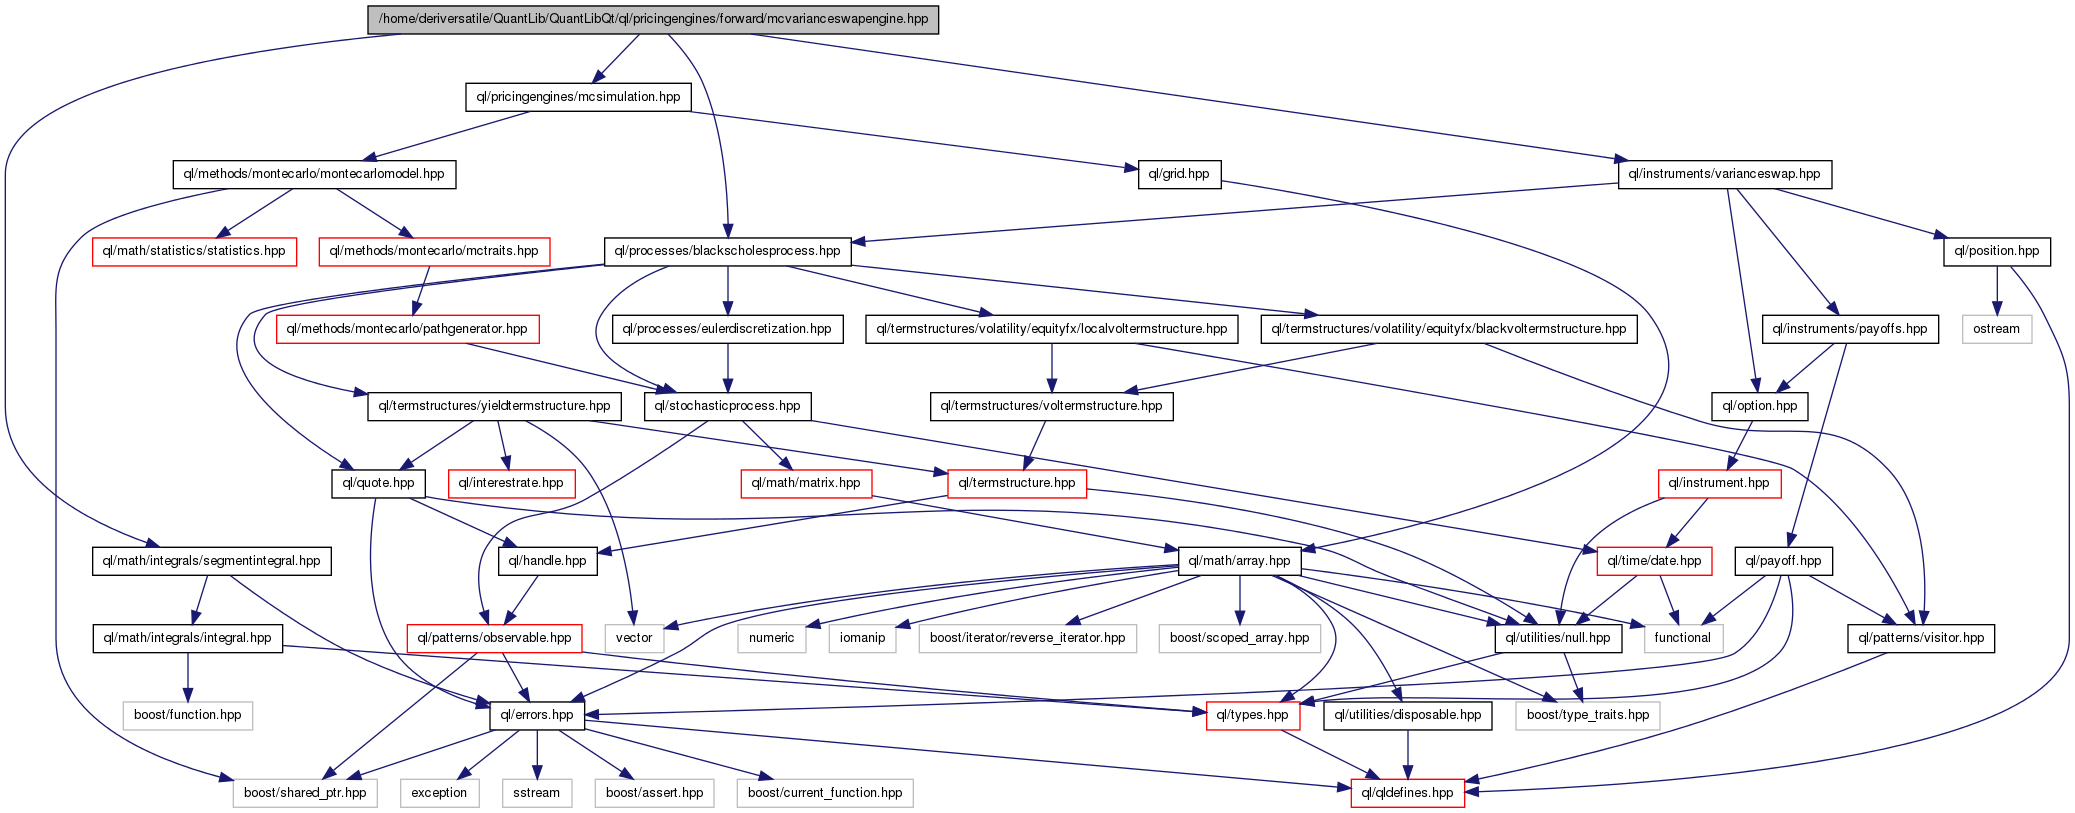 /home/deriversatile/QuantLib/QuantLibQt/ql/pricingengines/forward/mcvarianceswapengine.hpp
ql/pricingengines/mcsimulation.hpp
ql/methods/montecarlo/montecarlomodel.hpp
ql/grid.hpp
ql/instruments/varianceswap.hpp
ql/math/statistics/statistics.hpp
ql/methods/montecarlo/mctraits.hpp
ql/processes/blackscholesprocess.hpp
ql/position.hpp
ql/methods/montecarlo/pathgenerator.hpp
ql/processes/eulerdiscretization.hpp
ql/termstructures/volatility/equityfx/localvoltermstructure.hpp
ql/termstructures/volatility/equityfx/blackvoltermstructure.hpp
ql/instruments/payoffs.hpp
ostream
ql/termstructures/yieldtermstructure.hpp
ql/stochasticprocess.hpp
ql/termstructures/voltermstructure.hpp
ql/option.hpp
ql/quote.hpp
ql/interestrate.hpp
ql/math/matrix.hpp
ql/termstructure.hpp
ql/instrument.hpp
ql/math/integrals/segmentintegral.hpp
ql/handle.hpp
ql/math/array.hpp
ql/time/date.hpp
ql/payoff.hpp
ql/math/integrals/integral.hpp
ql/patterns/observable.hpp
vector
numeric
iomanip
boost/iterator/reverse_iterator.hpp
boost/scoped_array.hpp
ql/utilities/null.hpp
functional
ql/patterns/visitor.hpp
boost/function.hpp
ql/errors.hpp
ql/types.hpp
ql/utilities/disposable.hpp
boost/type_traits.hpp
boost/shared_ptr.hpp
exception
sstream
boost/assert.hpp
boost/current_function.hpp
ql/qldefines.hpp